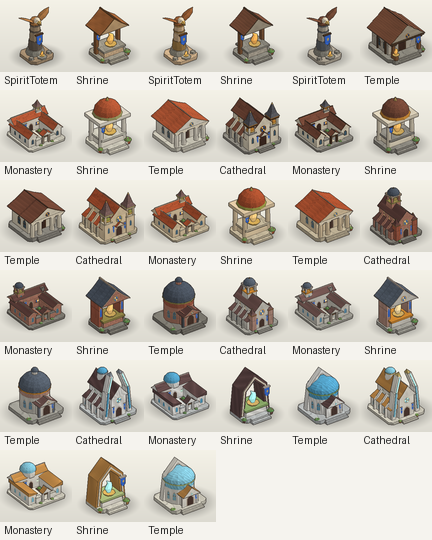 SpiritTotem Shrine SpiritTotem Shrine SpiritTotem Temple
Monastery Shrine Temple Cathedral Monastery Shrine
Temple Cathedral Monastery Shrine Temple Cathedral
Monastery Shrine Temple Cathedral Monastery Shrine
Temple Cathedral Monastery Shrine Temple Cathedral
Monastery Shrine Temple